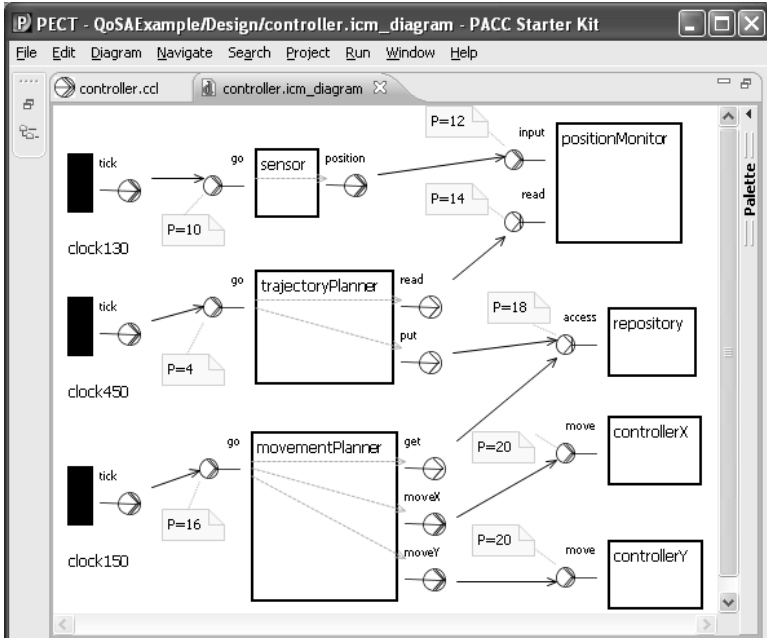 PECT - QoSAExample/Design/controller.icm_diagram - PACC Starter Kit
File Edit Diagram Navigate Search Project Run Window Help
controller.ccl controller.icm_diagram
Palette
P=12 input positionMonitor
tick go sensor position
P=14 read
P=10
clock130
go trajectoryPlanner read
tick P=18 access repository
put
P=4
clock450
go movementPlanner get move controllerX
P=20
tick
moveX
P=16
P=20 move controllerY
moveY
clock150